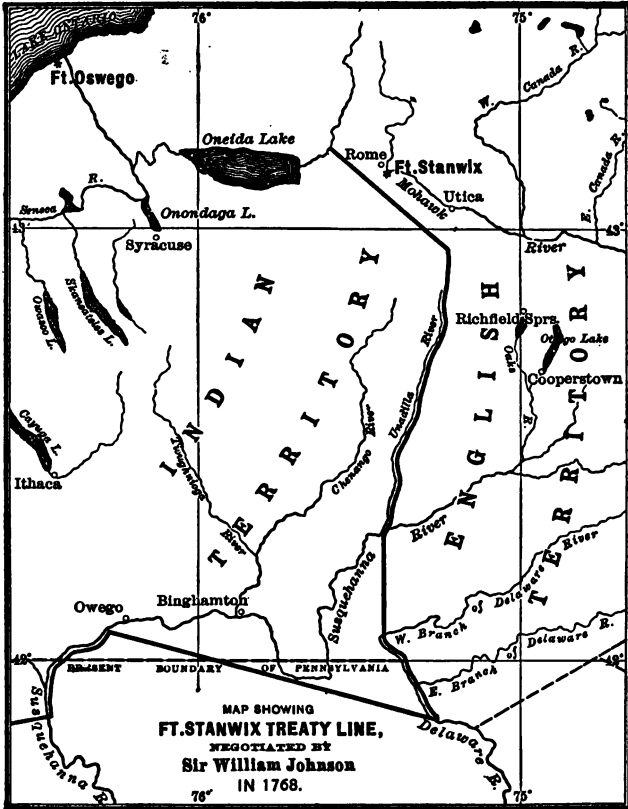 76°
75°
LAKE ONTARIO
Ft.Oswego
W. Canada R.
E. Canada R.
Oneida Lake
Rome
Ft.Stanwix
Mohawk
Utica
River
Seneca R.
Onondaga L.
43°
43°
Syracuse
Owasco L.
Skaneateles L.
INDIAN
TERRITORY
ENGLISH
TERRITORY
Richfield Sprs.
Otsego Lake
Oaks R.
Cooperstown
Unadilla River
Chenango River
Tioughnioga River
Cayuga L.
Ithaca
Susquehanna River
Owego
Binghamton
W. Branch of Delaware River
E. Branch of Delaware R.
42°
42°
PRESENT BOUNDARY OF PENNSYLVANIA
Susquehanna R.
Delaware R.
MAP SHOWING
FT.STANWIX TREATY LINE,
NEGOTIATED BY
Sir William Johnson
IN 1768.
76°
75°